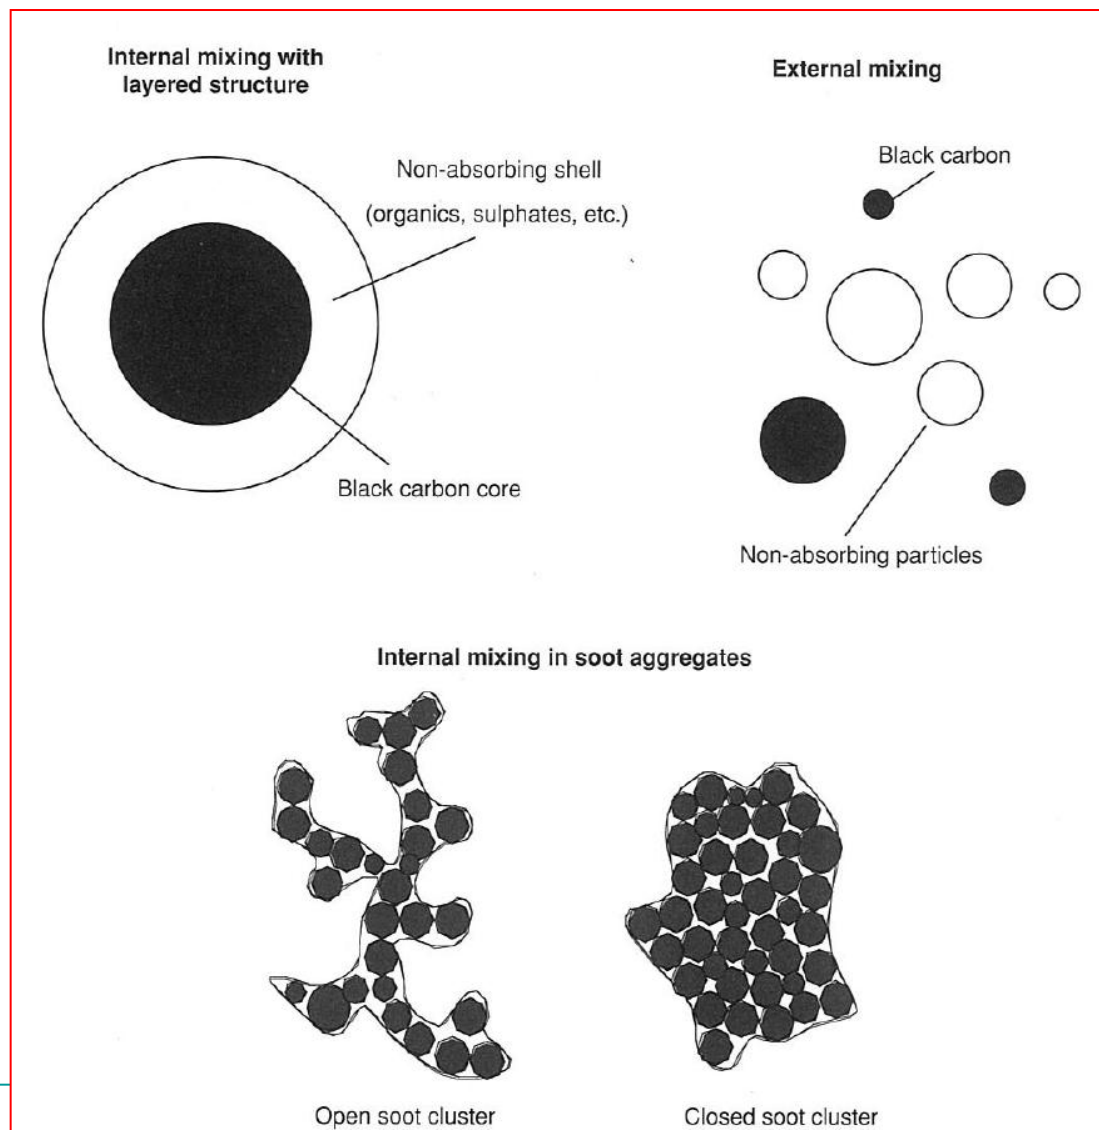 Internal mixing with
layered structure
Non-absorbing shell
(organics, sulphates, etc.)
Black carbon core
External mixing
Black carbon
Non-absorbing particles
Internal mixing in soot aggregates
Open soot cluster
Closed soot cluster